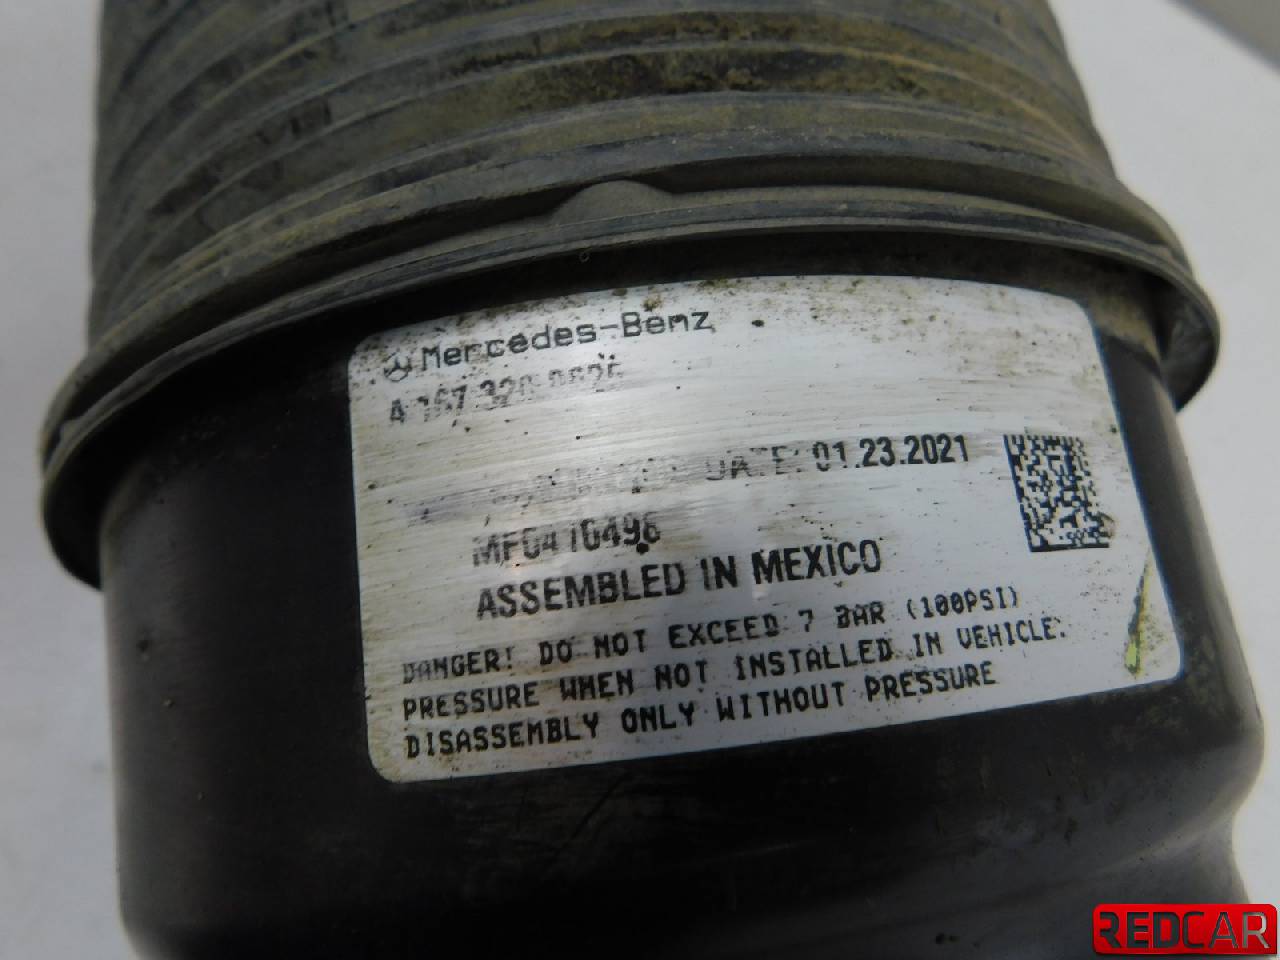 Mercedes-Benz
DATE: 01.23.2021
ASSEMBLED IN MEXICO
DANGER! DO NOT EXCEED 7 BAR (100PSI)
PRESSURE WHEN NOT INSTALLED IN VEHICLE.
DISASSEMBLY ONLY WITHOUT PRESSURE
REDCAR